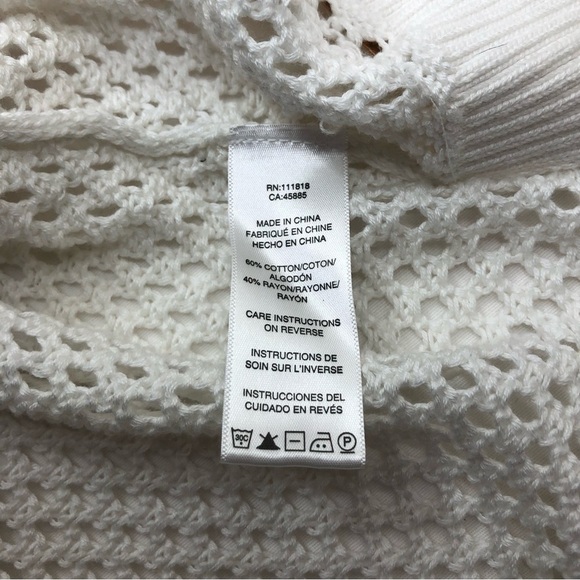 RN:111818
CA:45885
MADE IN CHINA
FABRIQUÉ EN CHINE
HECHO EN CHINA
60% COTTON/COTON/
ALGODÓN
40% RAYON/RAYONNE/
RAYÓN
CARE INSTRUCTIONS
ON REVERSE
INSTRUCTIONS DE
SOIN SUR L'INVERSE
INSTRUCCIONES DEL
CUIDADO EN REVÉS
30C P